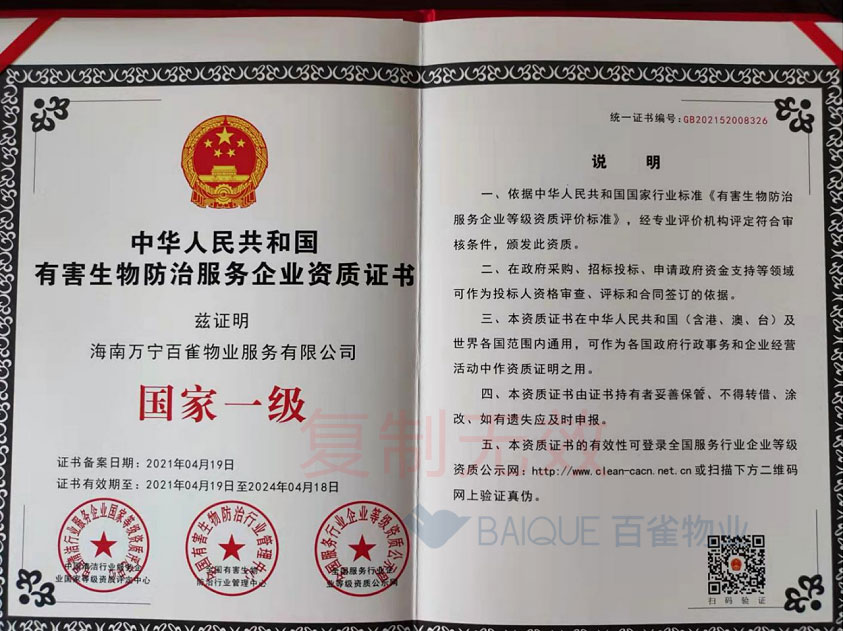 中华人民共和国
有害生物防治服务企业资质证书
兹证明
海南万宁百雀物业服务有限公司
国家一级
证书备案日期：2021年04月19日
证书有效期至：2021年04月19日至2024年04月18日
统一证书编号:GB202152008326
说 明
一、依据中华人民共和国国家行业标准《有害生物防治
服务企业等级资质评价标准》，经专业评价机构评定符合审
核条件，颁发此资质。
二、在政府采购、招标投标、申请政府资金支持等领域
可作为投标人资格审查、评标和合同签订的依据。
三、本资质证书在中华人民共和国（含港、澳、台）及
世界各国范围内通用，可作为各国政府行政事务和企业经营
活动中作资质证明之用。
四、本资质证书由证书持有者妥善保管、不得转借、涂
改、如有遗失应及时申报。
五、本资质证书的有效性可登录全国服务行业企业等级
资质公示网：http://www.clean-cacn.net.cn或扫描下方二维码
网上验证真伪。
复制无效
BAIQUE 百雀物业
扫码验证